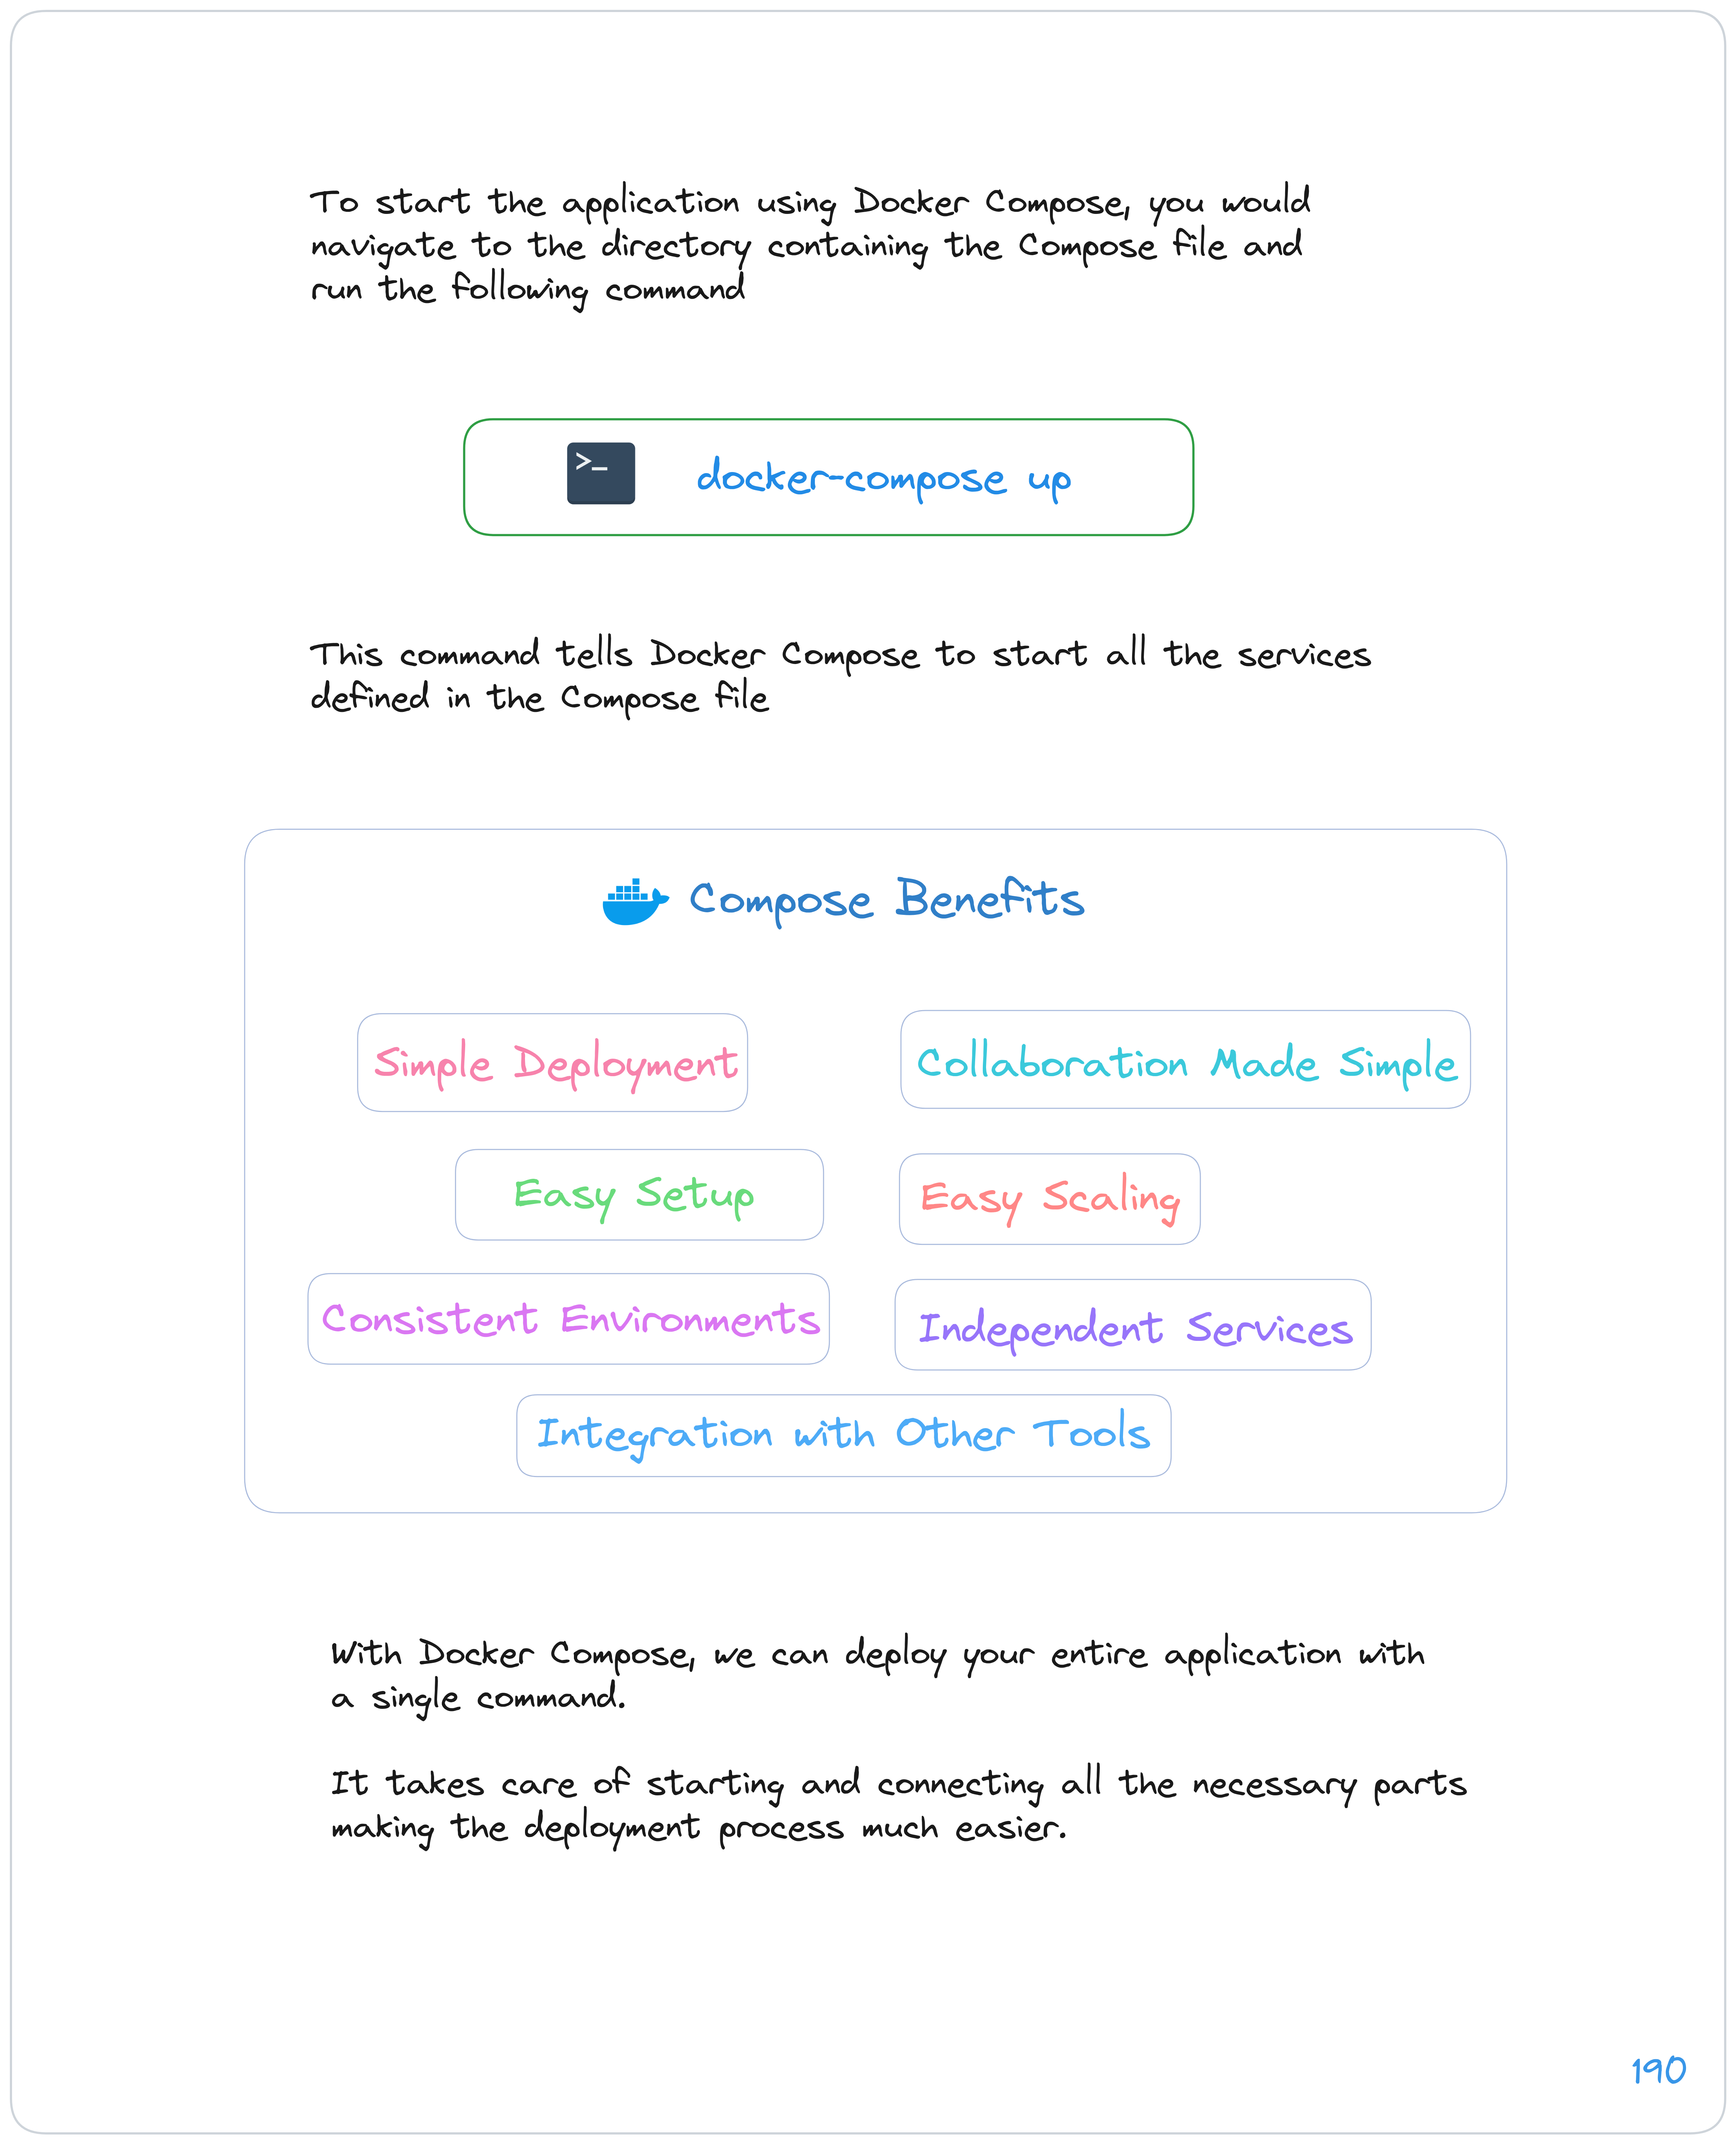 To start the application using Docker Compose, you would
navigate to the directory containing the Compose file and
run the following command
>_
docker-compose up
This command tells Docker Compose to start all the services
defined in the Compose file
Compose Benefits
Simple Deployment
Collaboration Made Simple
Easy Setup
Easy Scaling
Consistent Environments
Independent Services
Integration with Other Tools
With Docker Compose, we can deploy your entire application with
a single command.
It takes care of starting and connecting all the necessary parts
making the deployment process much easier.
190